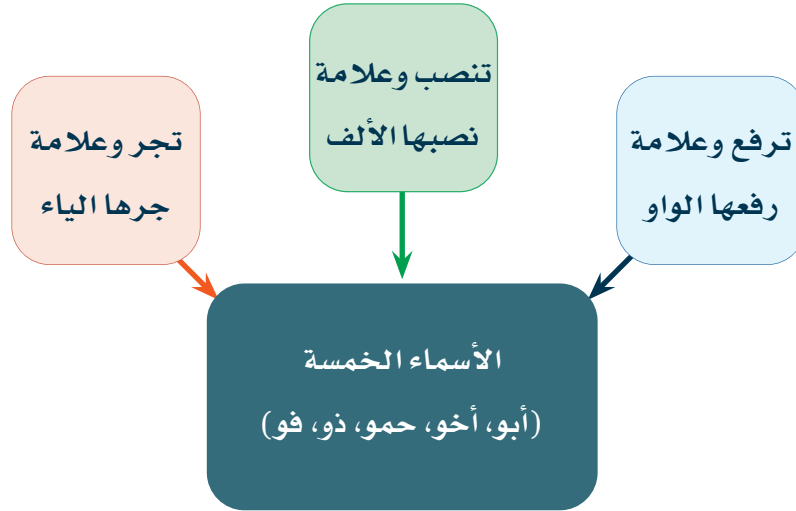 ترفع وعلامة
رفعها الواو
تنصب وعلامة
نصبها الألف
تجر وعلامة
جرها الياء
الأسماء الخمسة
(أبو، أخو، حمو، ذو، فو)